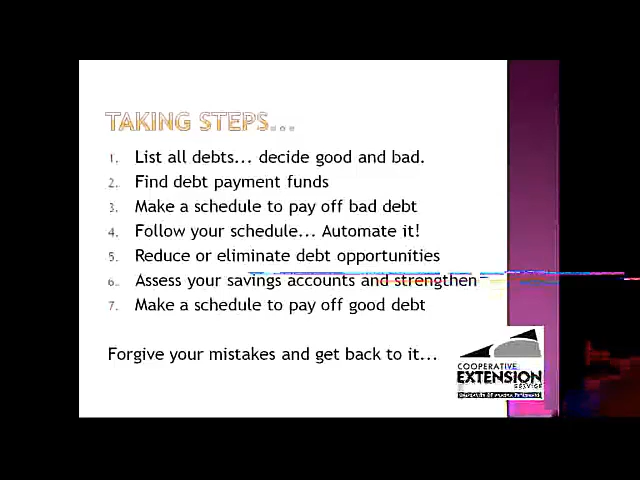 TAKING STEPS...
1. List all debts... decide good and bad.
2. Find debt payment funds
3. Make a schedule to pay off bad debt
4. Follow your schedule... Automate it!
5. Reduce or eliminate debt opportunities
6. Assess your savings accounts and strengthen
7. Make a schedule to pay off good debt
Forgive your mistakes and get back to it...
COOPERATIVE
EXTENSION
SERVICE